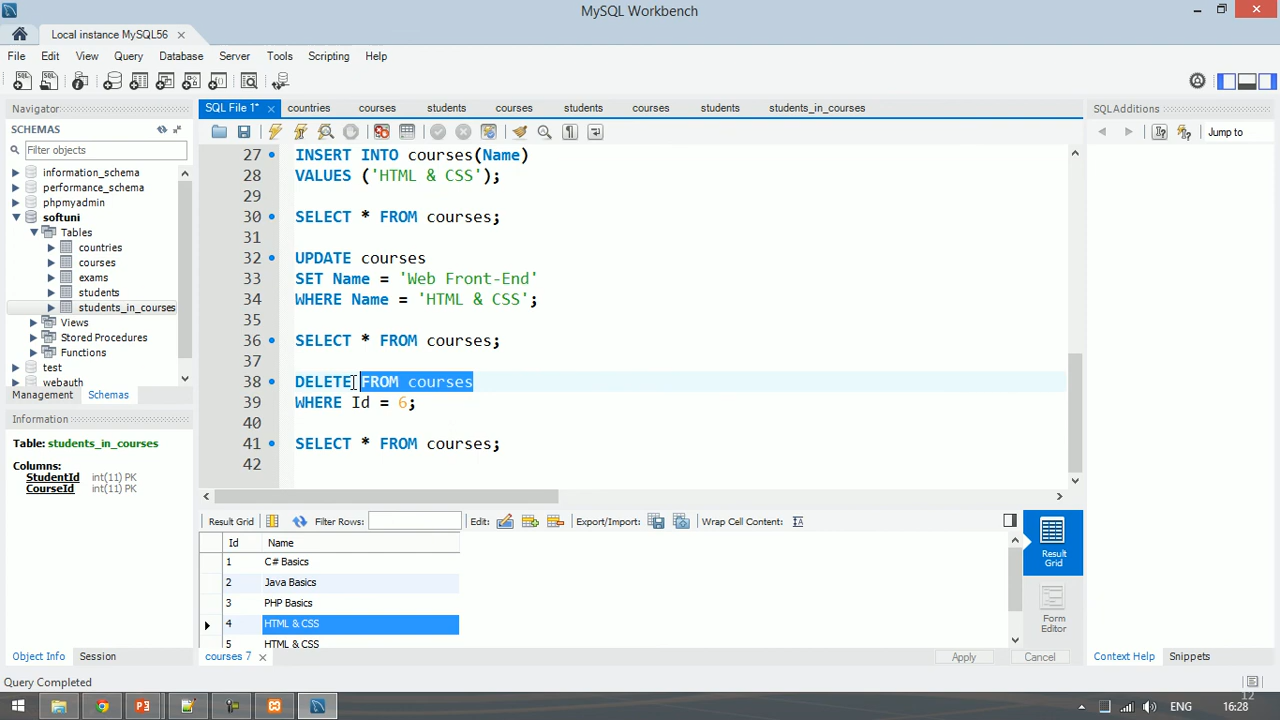 MySQL Workbench
Local instance MySQL56
File Edit View Query Database Server Tools Scripting Help
Navigator
SQL File 1* countries courses students courses students courses students students_in_courses
SQLAdditions
SCHEMAS
Jump to
Filter objects
information_schema
performance_schema
phpmyadmin
softuni
Tables
countries
courses
exams
students
students_in_courses
Views
Stored Procedures
Functions
test
webauth
Management Schemas
27 INSERT INTO courses(Name)
28 VALUES ('HTML & CSS');
29
30 SELECT * FROM courses;
31
32 UPDATE courses
33 SET Name = 'Web Front-End'
34 WHERE Name = 'HTML & CSS';
35
36 SELECT * FROM courses;
37
38 DELETE FROM courses
39 WHERE Id = 6;
40
41 SELECT * FROM courses;
42
Information
Table: students_in_courses
Columns:
StudentId int(11) PK
CourseId int(11) PK
Result Grid Filter Rows: Edit: Export/Import: Wrap Cell Content:
Id Name
1 C# Basics
2 Java Basics
3 PHP Basics
4 HTML & CSS
5 HTML & CSS
Result Grid
Form Editor
courses 7
Apply Cancel
Object Info Session
Context Help Snippets
Query Completed
12
ENG 16:28